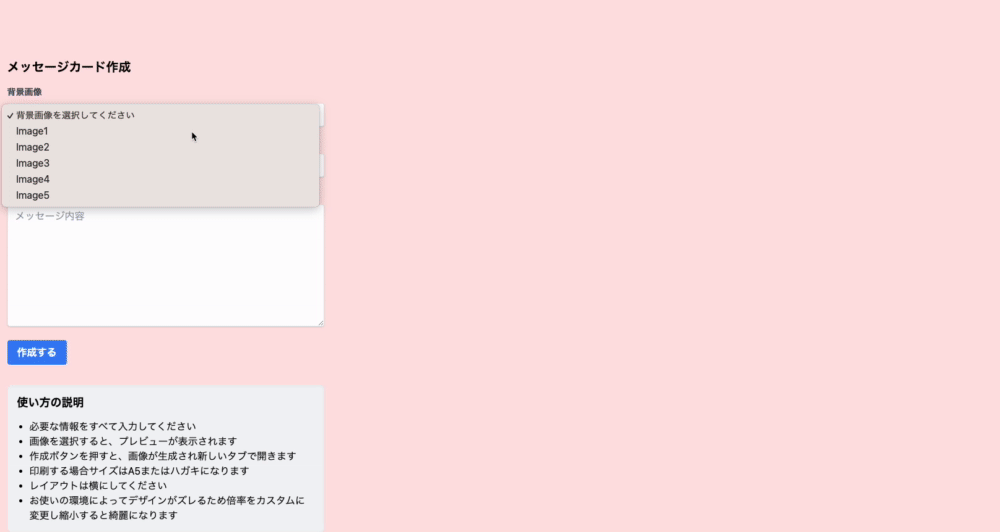 メッセージカード作成
背景画像
✓ 背景画像を選択してください
Image1
Image2
Image3
Image4
Image5
メッセージ内容
作成する
使い方の説明
• 必要な情報をすべて入力してください
• 画像を選択すると、プレビューが表示されます
• 作成ボタンを押すと、画像が生成され新しいタブで開きます
• 印刷する場合サイズはA5またはハガキになります
• レイアウトは横にしてください
• お使いの環境によってデザインがズレるため倍率をカスタムに
変更し縮小すると綺麗になります